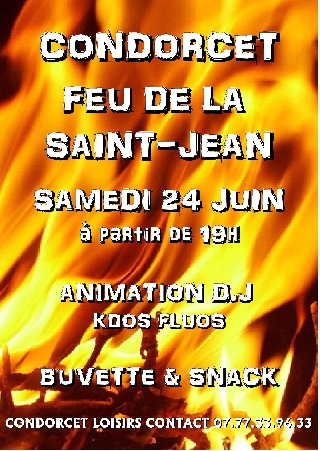 CONDORCET
FEU DE LA
SAINT-JEAN
SAMEDI 24 JUIN
à partir de 19H
ANIMATION D.J
KDOS FLUOS
BUVETTE & SNACK
CONDORCET LOISIRS CONTACT 07.77.33.96.33